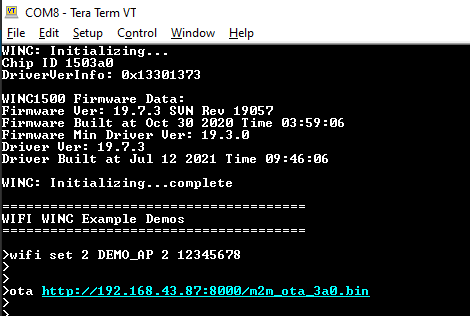 COM8 - Tera Term VT
File Edit Setup Control Window Help
WINC: Initializing...
Chip ID 1503a0
DriverVerInfo: 0x13301373
WINC1500 Firmware Data:
Firmware Ver: 19.7.3 SVN Rev 19057
Firmware Built at Oct 30 2020 Time 03:59:06
Firmware Min Driver Ver: 19.3.0
Driver Ver: 19.7.3
Driver Built at Jul 12 2021 Time 09:46:06
WINC: Initializing...complete
=====================================
WIFI WINC Example Demos
=====================================
>wifi set 2 DEMO_AP 2 12345678
>
>
>ota http://192.168.43.87:8000/m2m_ota_3a0.bin
>
>